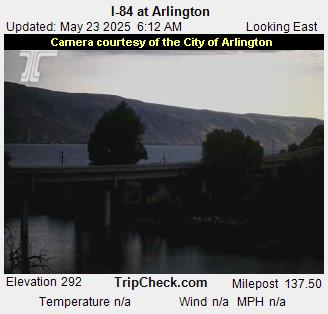 I-84 at Arlington
Updated: May 23 2025 6:12 AM Looking East
Camera courtesy of the City of Arlington
Elevation 292 TripCheck.com Milepost 137.50
Temperature n/a Wind n/a MPH n/a